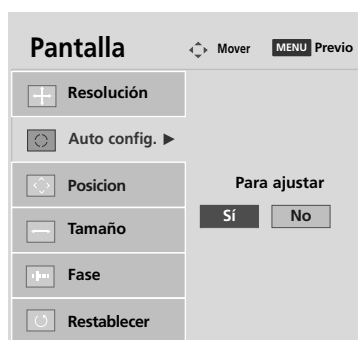 Pantalla
Mover MENU Previo
Resolución
Auto config. ►
Posicion
Tamaño
Fase
Restablecer
Para ajustar
Sí No